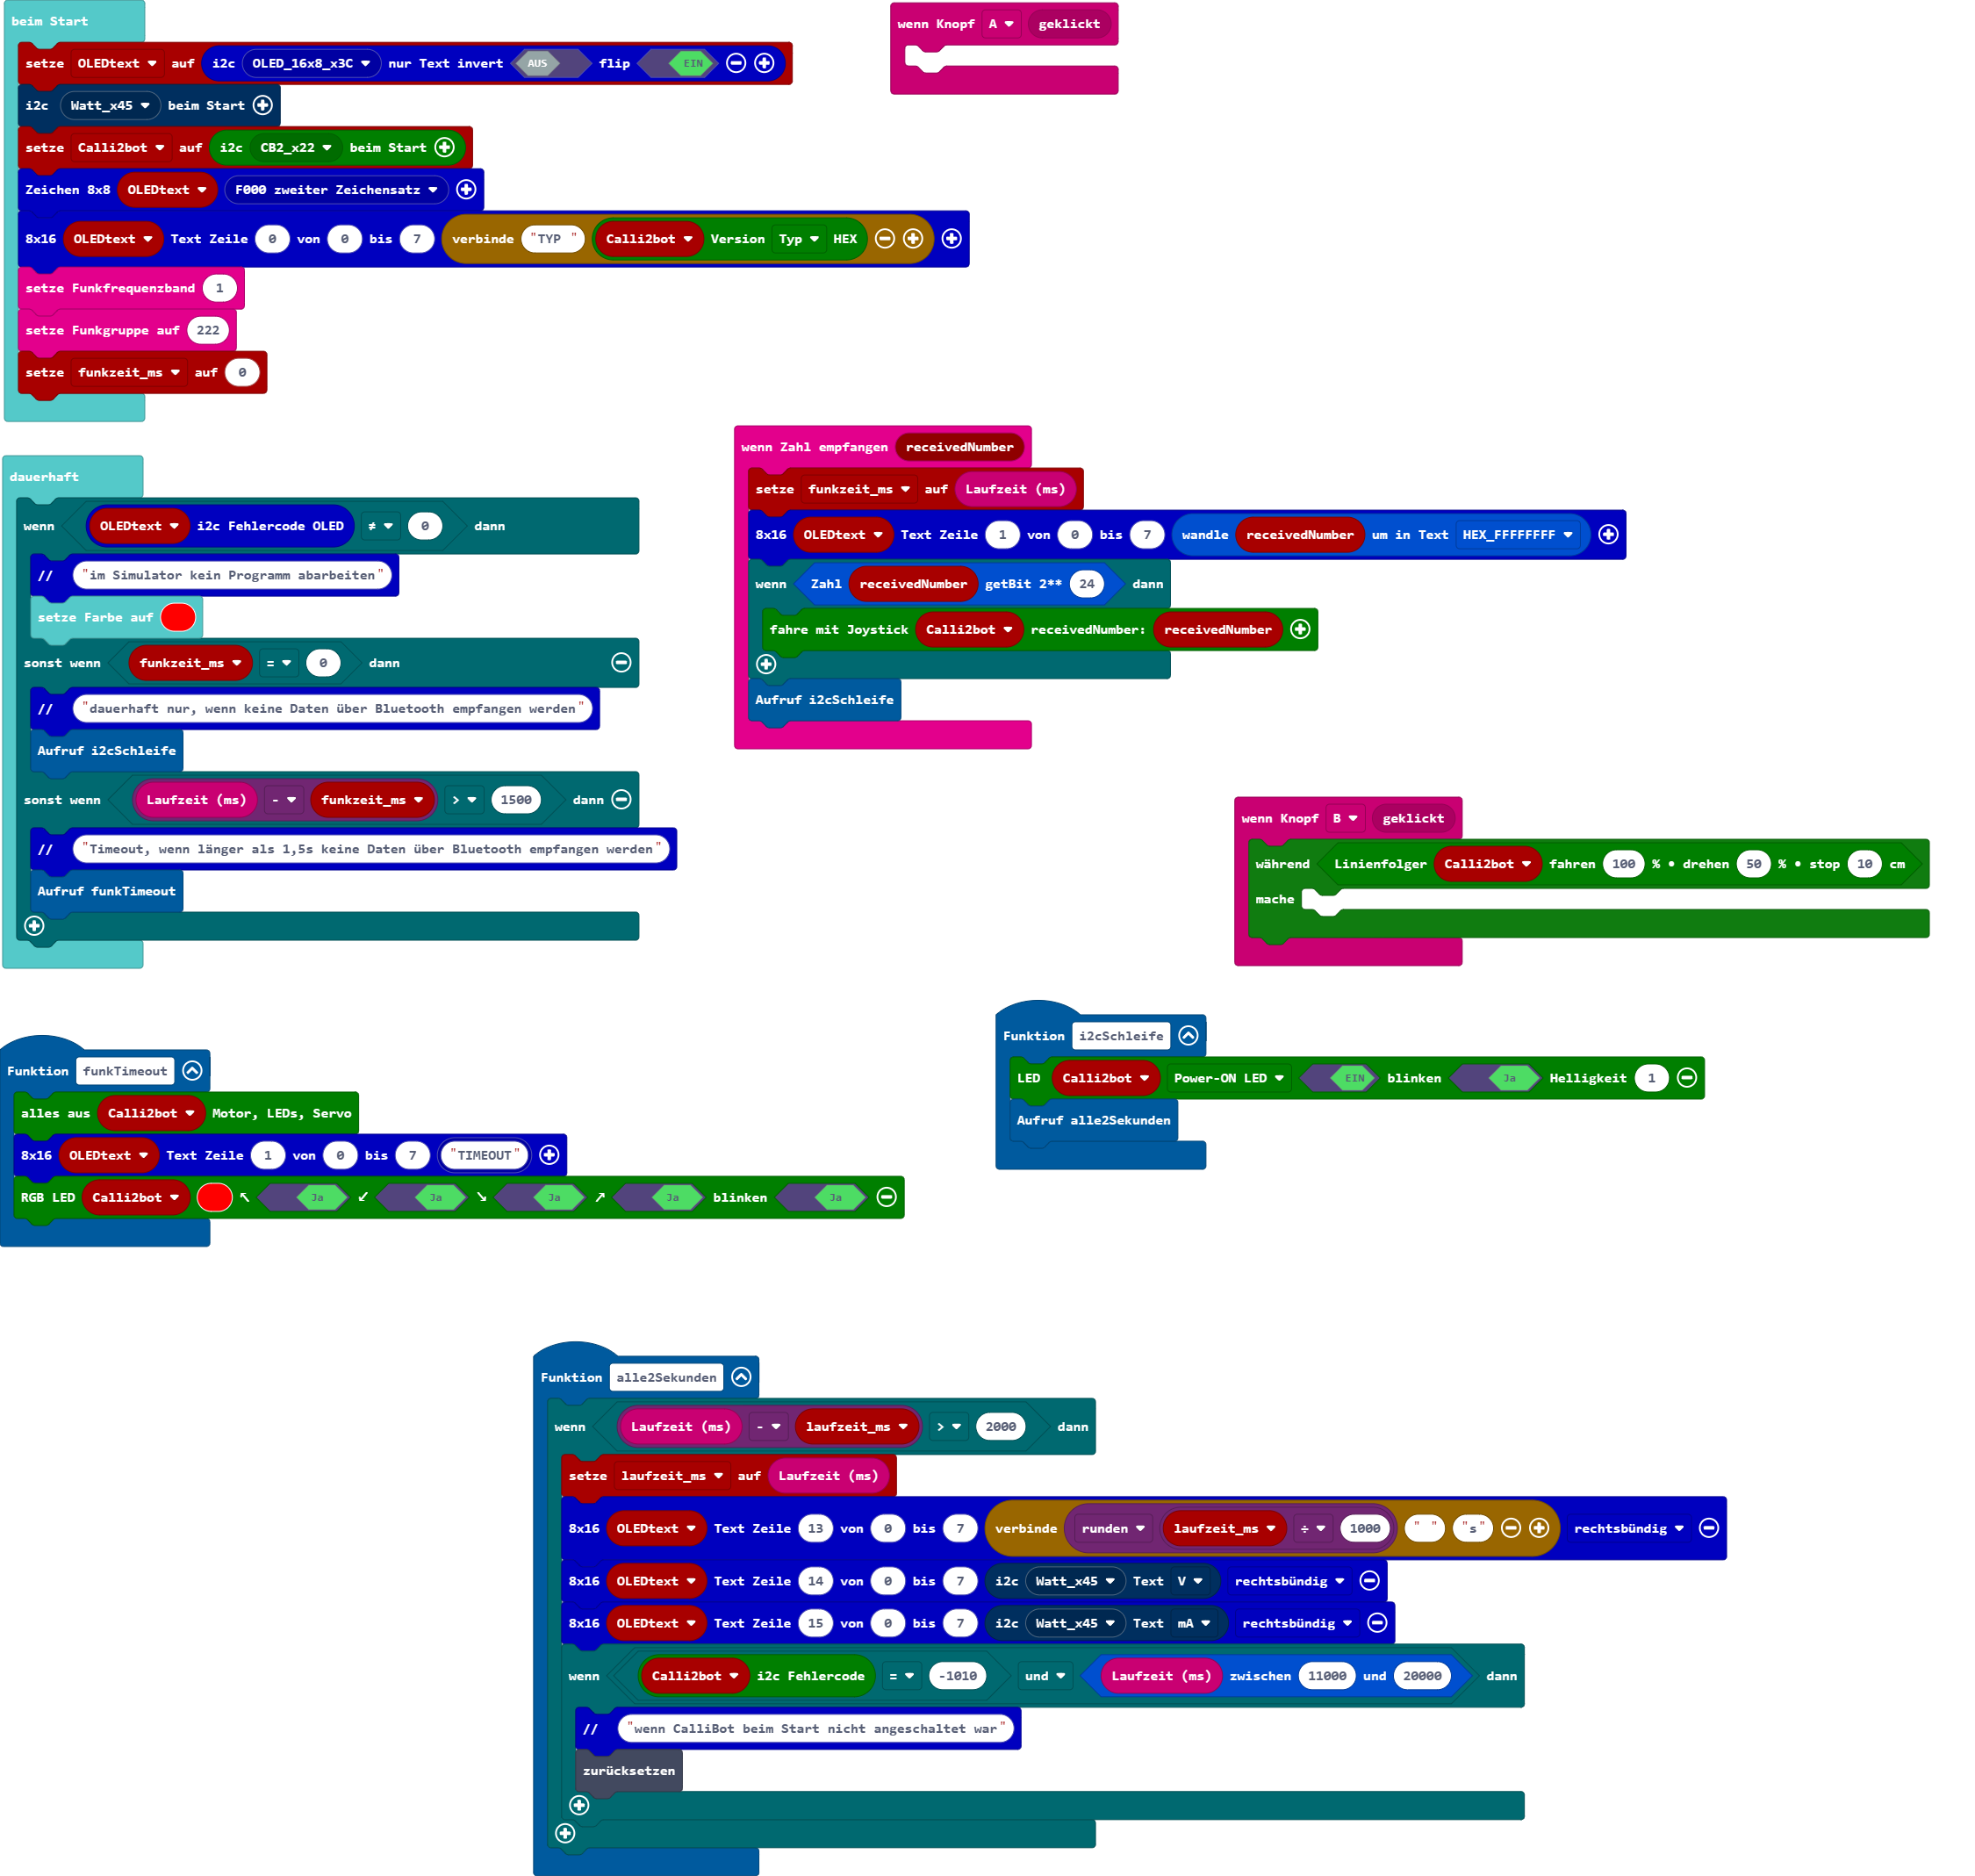 beim Start
setze OLEDtext auf i2c OLED_16x8_x3C nur Text invert AUS flip EIN
i2c Watt_x45 beim Start
setze Calli2bot auf i2c CB2_x22 beim Start
Zeichen 8x8 OLEDtext F000 zweiter Zeichensatz
8x16 OLEDtext Text Zeile 0 von 0 bis 7 verbinde "TYP " Calli2bot Version Typ HEX
setze Funkfrequenzband 1
setze Funkgruppe auf 222
setze funkzeit_ms auf 0
wenn Knopf A geklickt
dauerhaft
wenn OLEDtext i2c Fehlercode OLED ≠ 0 dann
// "im Simulator kein Programm abarbeiten"
setze Farbe auf
sonst wenn funkzeit_ms = 0 dann
// "dauerhaft nur, wenn keine Daten über Bluetooth empfangen werden"
Aufruf i2cSchleife
sonst wenn Laufzeit (ms) - funkzeit_ms > 1500 dann
// "Timeout, wenn länger als 1,5s keine Daten über Bluetooth empfangen werden"
Aufruf funkTimeout
wenn Zahl empfangen receivedNumber
setze funkzeit_ms auf Laufzeit (ms)
8x16 OLEDtext Text Zeile 1 von 0 bis 7 wandle receivedNumber um in Text HEX_FFFFFFFF
wenn Zahl receivedNumber getBit 2** 24 dann
fahre mit Joystick Calli2bot receivedNumber: receivedNumber
Aufruf i2cSchleife
wenn Knopf B geklickt
während Linienfolger Calli2bot fahren 100 % • drehen 50 % • stop 10 cm
mache
Funktion funkTimeout
alles aus Calli2bot Motor, LEDs, Servo
8x16 OLEDtext Text Zeile 1 von 0 bis 7 "TIMEOUT"
RGB LED Calli2bot ↖ Ja ↙ Ja ↘ Ja ↗ Ja blinken Ja
Funktion i2cSchleife
LED Calli2bot Power-ON LED EIN blinken Ja Helligkeit 1
Aufruf alle2Sekunden
Funktion alle2Sekunden
wenn Laufzeit (ms) - laufzeit_ms > 2000 dann
setze laufzeit_ms auf Laufzeit (ms)
8x16 OLEDtext Text Zeile 13 von 0 bis 7 verbinde runden laufzeit_ms ÷ 1000 " " "s" rechtsbündig
8x16 OLEDtext Text Zeile 14 von 0 bis 7 i2c Watt_x45 Text V rechtsbündig
8x16 OLEDtext Text Zeile 15 von 0 bis 7 i2c Watt_x45 Text mA rechtsbündig
wenn Calli2bot i2c Fehlercode = -1010 und Laufzeit (ms) zwischen 11000 und 20000 dann
// "wenn CalliBot beim Start nicht angeschaltet war"
zurücksetzen